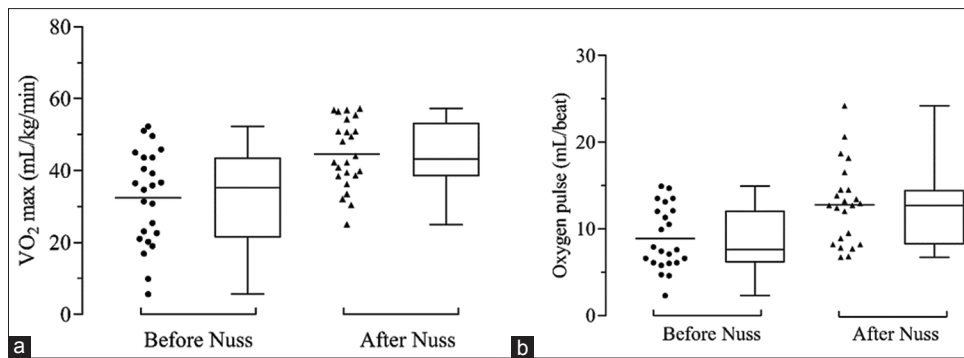 80
60
40
20
0
VO2 max (mL/kg/min)
Before Nuss
After Nuss
a
30
20
10
0
Oxygen pulse (mL/beat)
Before Nuss
After Nuss
b